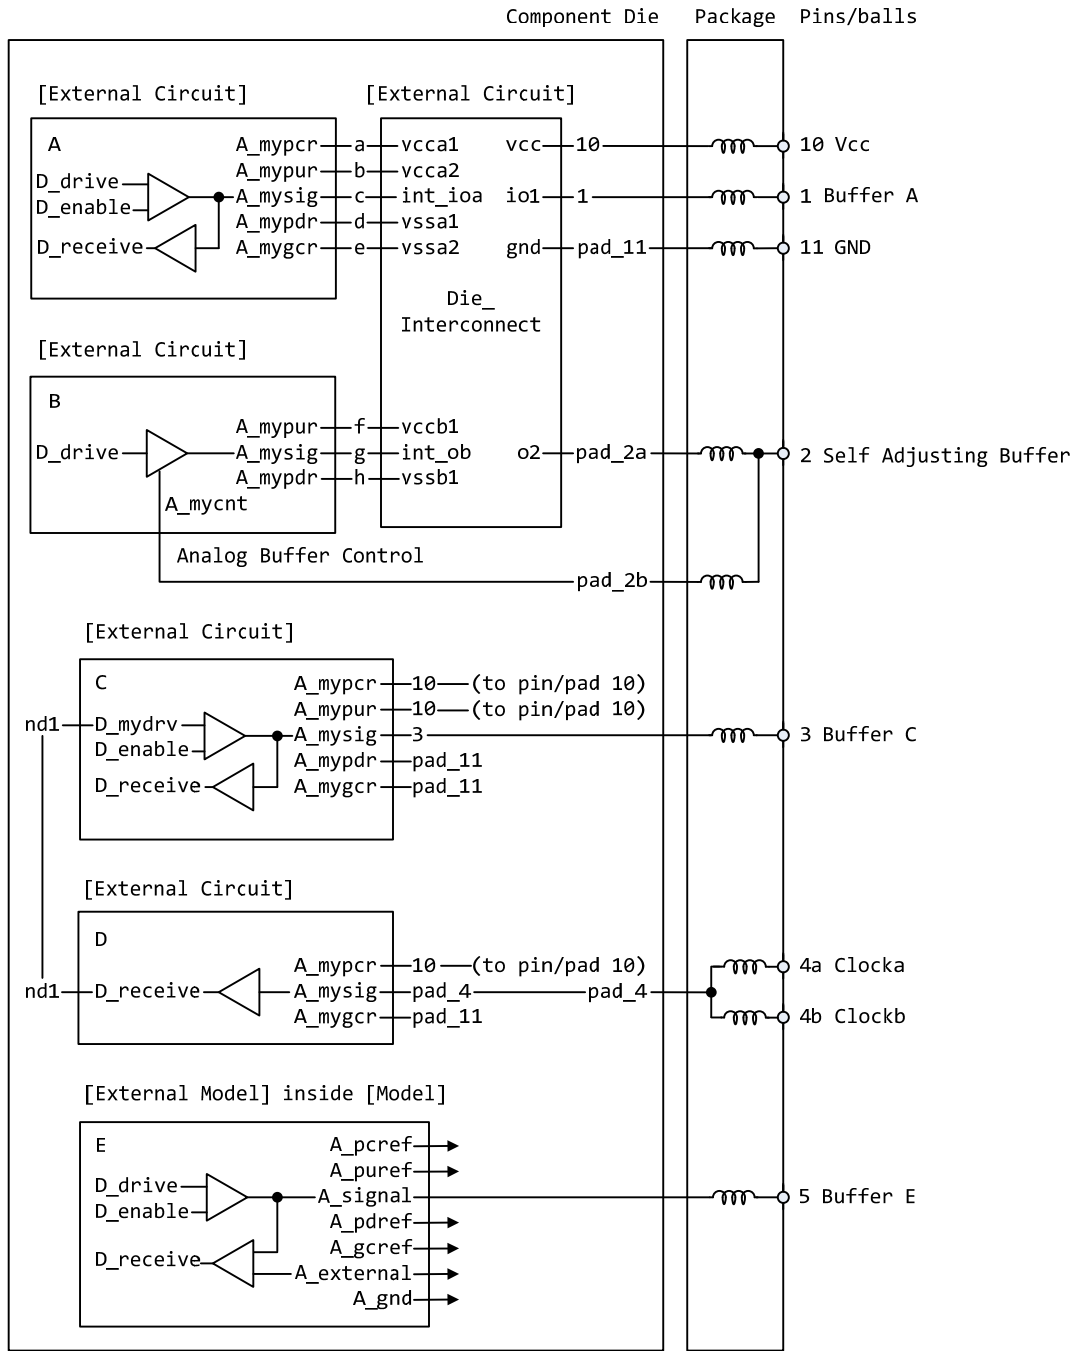 Component Die Package Pins/balls
[External Circuit] [External Circuit]
A
A_mypcr a vcca1 vcc 10 10 Vcc
A_mypur b vcca2
D_drive
A_mysig c int_ioa io1 1 1 Buffer A
D_enable
A_mypdr d vssa1
D_receive A_mygcr e vssa2 gnd pad_11 11 GND
Die_
Interconnect
[External Circuit]
B
A_mypur f vccb1
D_drive A_mysig g int_ob o2 pad_2a 2 Self Adjusting Buffer
A_mypdr h vssb1
A_mycnt
Analog Buffer Control
pad_2b
[External Circuit]
C A_mypcr 10 (to pin/pad 10)
A_mypur 10 (to pin/pad 10)
nd1 D_mydrv
A_mysig 3 3 Buffer C
D_enable
A_mypdr pad_11
D_receive A_mygcr pad_11
[External Circuit]
D
A_mypcr 10 (to pin/pad 10) 4a Clocka
nd1 D_receive A_mysig pad_4 pad_4
A_mygcr pad_11 4b Clockb
[External Model] inside [Model]
E A_pcref
A_puref
D_drive
A_signal 5 Buffer E
D_enable
A_pdref
A_gcref
D_receive
A_external
A_gnd